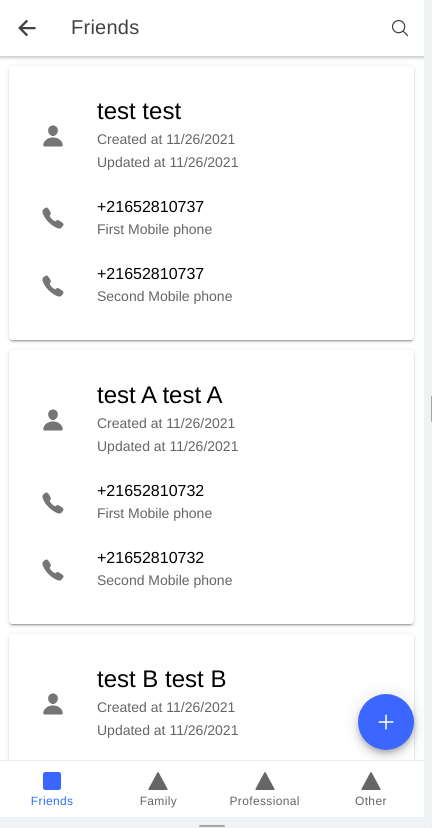 Friends
test test
Created at 11/26/2021
Updated at 11/26/2021
+21652810737
First Mobile phone
+21652810737
Second Mobile phone
test A test A
Created at 11/26/2021
Updated at 11/26/2021
+21652810732
First Mobile phone
+21652810732
Second Mobile phone
test B test B
Created at 11/26/2021
Updated at 11/26/2021
Friends Family Professional Other